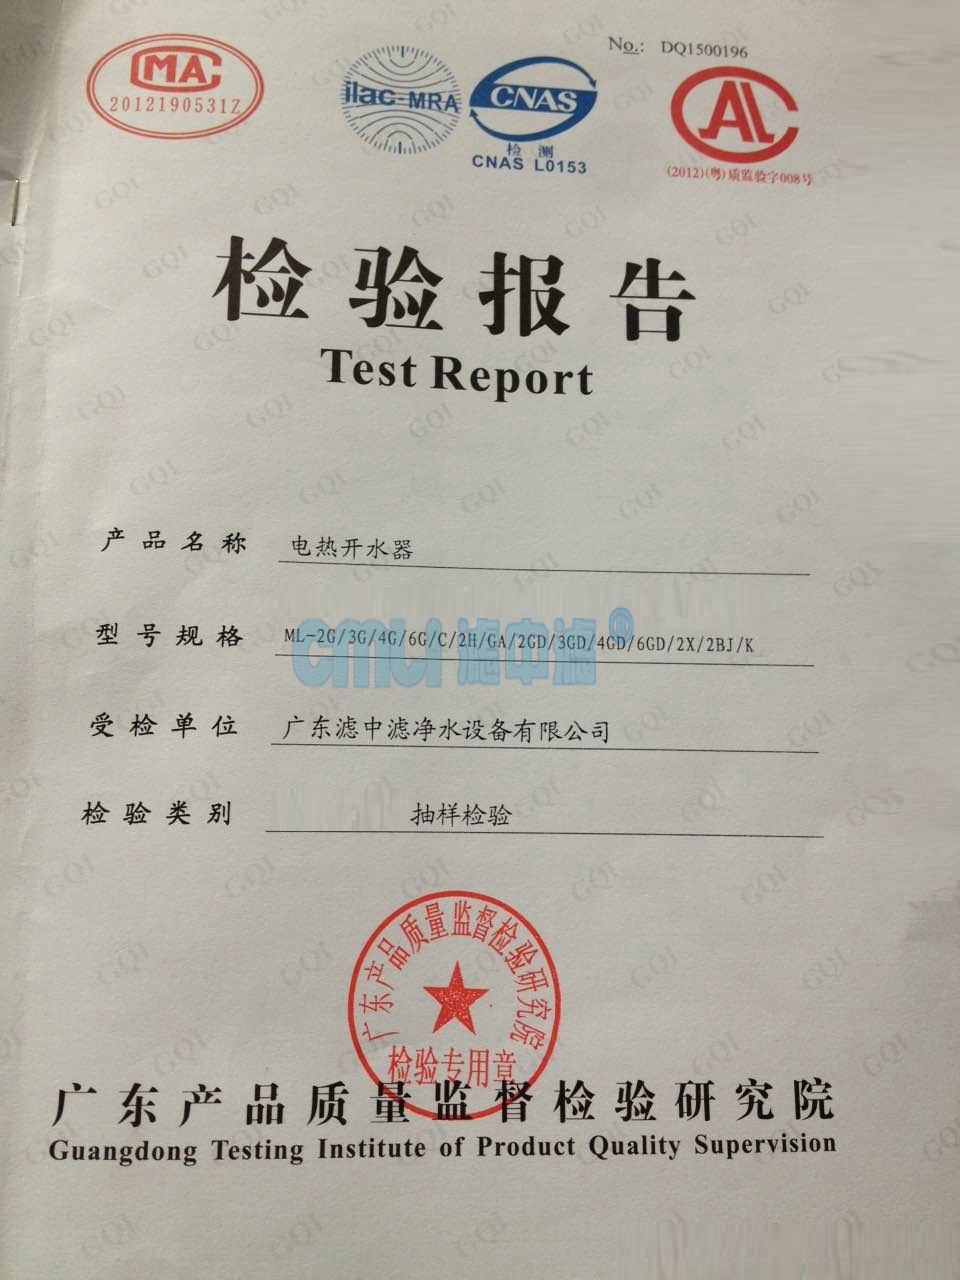 No.: DQ1500196
CMA
2012190531Z
ilac-MRA
CNAS
检 测
CNAS L0153
CAL
(2012)(粤)质监验字008号
检验报告
Test Report
产品名称 电热开水器
型号规格 ML-2G/3G/4G/6G/C/2H/GA/2GD/3GD/4GD/6GD/2X/2BJ/K
滤中滤®
受检单位 广东滤中滤净水设备有限公司
检验类别 抽样检验
广东产品质量监督检验研究院
检验专用章
广东产品质量监督检验研究院
Guangdong Testing Institute of Product Quality Supervision
GQI